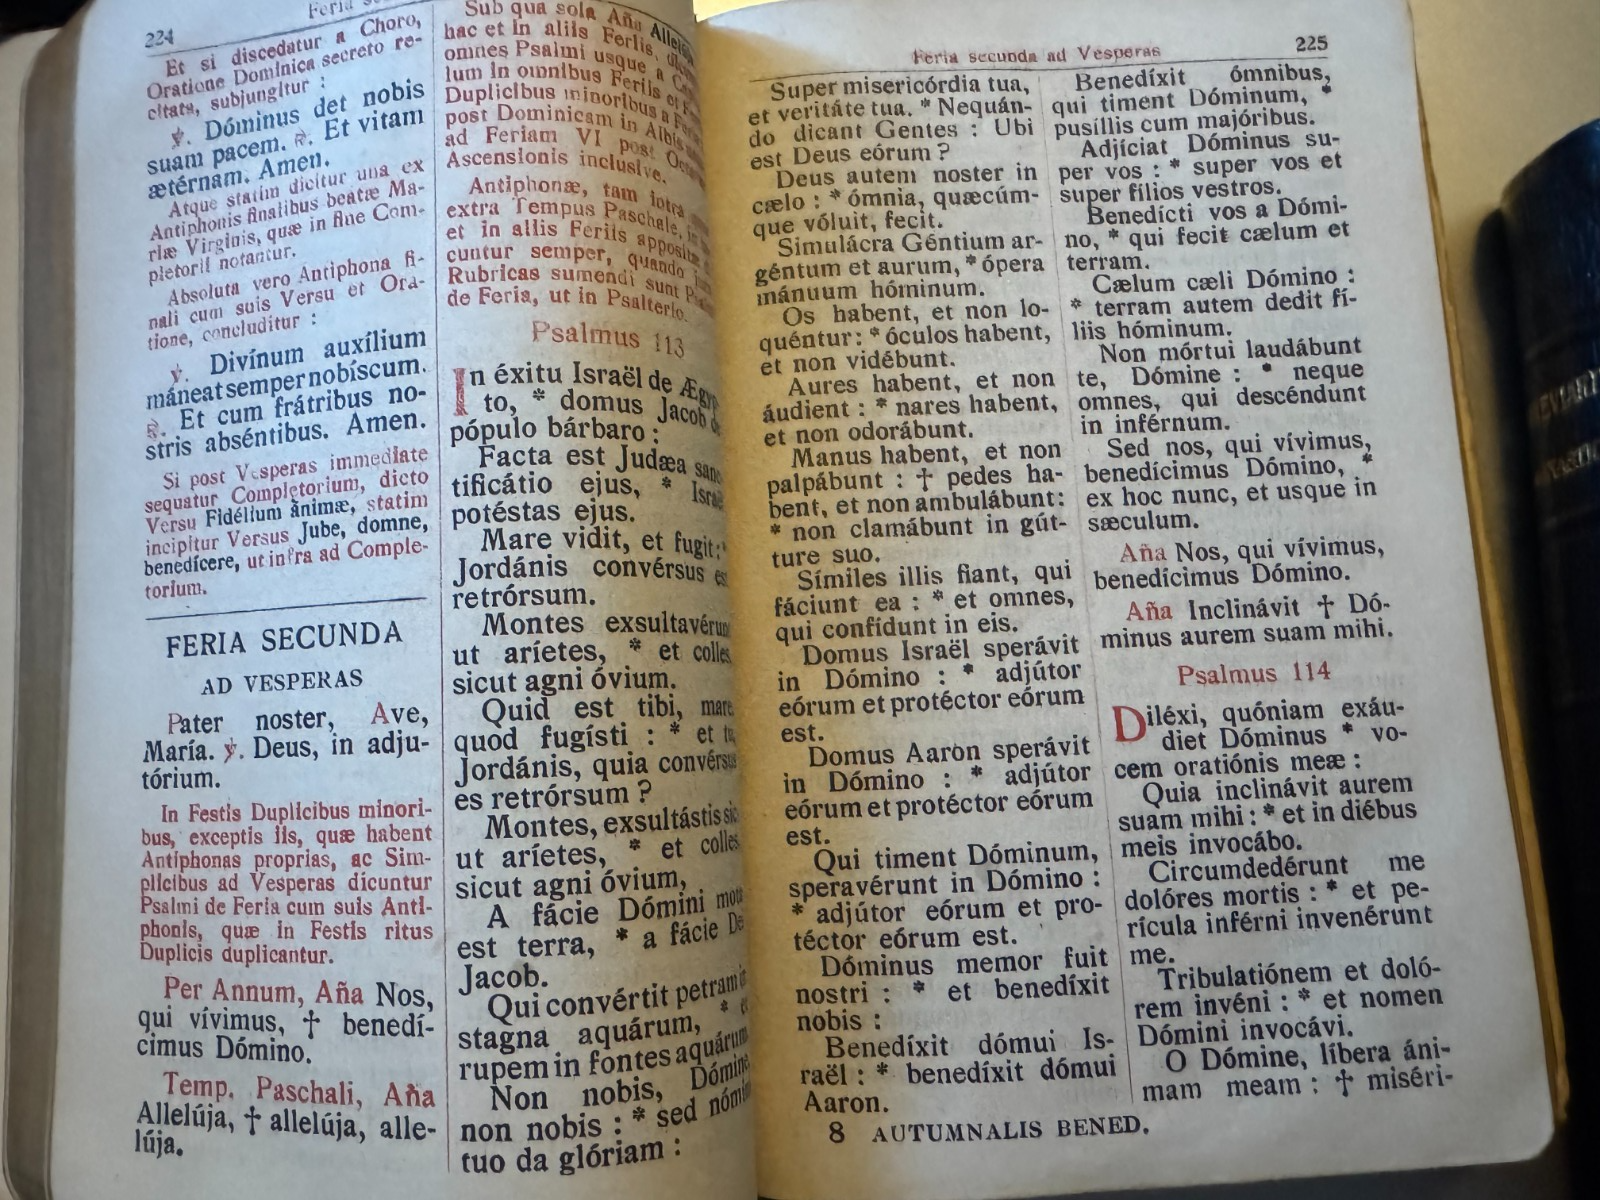 224
Et si discedatur a Choro,
Oratione Dominica secreto re-
citata, subjungitur :
℣. Dóminus det nobis
suam pacem. ℟. Et vitam
ætérnam. Amen.
Atque statim dicitur una ex
Antiphonis finalibus beatæ Ma-
riæ Virginis, quæ in fine Com-
pletorii notantur.
Absoluta vero Antiphona fi-
nali cum suis Versu et Ora-
tione, concluditur :
℣. Divínum auxílium
máneat semper nobíscum.
℟. Et cum frátribus no-
stris abséntibus. Amen.
Si post Vesperas immediate
sequatur Completorium, dicto
Versu Fidélium ánimæ, statim
incipitur Versus Jube, domne,
benedícere, ut infra ad Comple-
torium.
FERIA SECUNDA
AD VESPERAS
Pater noster, Ave,
María. ℣. Deus, in adju-
tórium.
In Festis Duplicibus minori-
bus, exceptis iis, quæ habent
Antiphonas proprias, ac Sim-
plicibus ad Vesperas dicuntur
Psalmi de Feria cum suis Anti-
phonis, quæ in Festis ritus
Duplicis duplicantur.
Per Annum, Aña Nos,
qui vívimus, † benedí-
cimus Dómino.
Temp. Paschali, Aña
Allelúja, † allelúja, alle-
lúja.
Sub qua sola Aña
hac et in aliis Feriis,
omnes Psalmi usque a
lum in omnibus Feriis et
Duplicibus minoribus a
post Dominicam in Albis
ad Feriam VI post
Ascensionis inclusive.
Antiphonæ, tam intra
extra Tempus Paschale, in
et in aliis Feriis
cuntur semper, quando
Rubricas sumendi sunt
de Feria, ut in Psalterio.
Psalmus 113
In éxitu Israël de Ægyp
to, * domus Jacob
pópulo bárbaro :
Facta est Judæa sanc
tificátio ejus, * Israël
potéstas ejus.
Mare vidit, et fugit :
Jordánis convérsus es
retrórsum.
Montes exsultavérun
ut aríetes, * et colles
sicut agni óvium.
Quid est tibi, mare,
quod fugísti : * et tu,
Jordánis, quia convérsus
es retrórsum ?
Montes, exsultástis sic
ut aríetes, * et colles
sicut agni óvium,
A fácie Dómini mota
est terra, * a fácie De
Jacob.
Qui convértit petram in
stagna aquárum, * et
rupem in fontes aquárum.
Non nobis, Dómine
non nobis : * sed nómin
tuo da glóriam :
Feria secunda ad Vesperas
225
Super misericórdia tua,
et veritáte tua. * Nequán-
do dicant Gentes : Ubi
est Deus eórum ?
Deus autem noster in
cælo : * ómnia, quæcúm-
que vóluit, fecit.
Simulácra Géntium ar-
géntum et aurum, * ópera
mánuum hóminum.
Os habent, et non lo-
quéntur : * óculos habent,
et non vidébunt.
Aures habent, et non
áudient : * nares habent,
et non odorábunt.
Manus habent, et non
palpábunt : † pedes ha-
bent, et non ambulábunt :
* non clamábunt in gút-
ture suo.
Símiles illis fiant, qui
fáciunt ea : * et omnes,
qui confídunt in eis.
Domus Israël sperávit
in Dómino : * adjútor
eórum et protéctor eórum
est.
Domus Aaron sperávit
in Dómino : * adjútor
eórum et protéctor eórum
est.
Qui timent Dóminum,
speravérunt in Dómino :
* adjútor eórum et pro-
téctor eórum est.
Dóminus memor fuit
nostri : * et benedíxit
nobis :
Benedíxit dómui Is-
raël : * benedíxit dómui
Aaron.
Benedíxit ómnibus,
qui timent Dóminum, *
pusíllis cum majóribus.
Adjíciat Dóminus su-
per vos : * super vos et
super fílios vestros.
Benedícti vos a Dómi-
no, * qui fecit cælum et
terram.
Cælum cæli Dómino :
* terram autem dedit fí-
liis hóminum.
Non mórtui laudábunt
te, Dómine : * neque
omnes, qui descéndunt
in inférnum.
Sed nos, qui vívimus,
benedícimus Dómino, *
ex hoc nunc, et usque in
sæculum.
Aña Nos, qui vívimus,
benedícimus Dómino.
Aña Inclinávit † Dó-
minus aurem suam mihi.
Psalmus 114
Diléxi, quóniam exáu-
diet Dóminus * vo-
cem oratiónis meæ :
Quia inclinávit aurem
suam mihi : * et in diébus
meis invocábo.
Circumdedérunt me
dolóres mortis : * et pe-
rícula inférni invenérunt
me.
Tribulatiónem et doló-
rem invéni : * et nomen
Dómini invocávi.
O Dómine, líbera áni-
mam meam : † miséri-
8 AUTUMNALIS BENED.